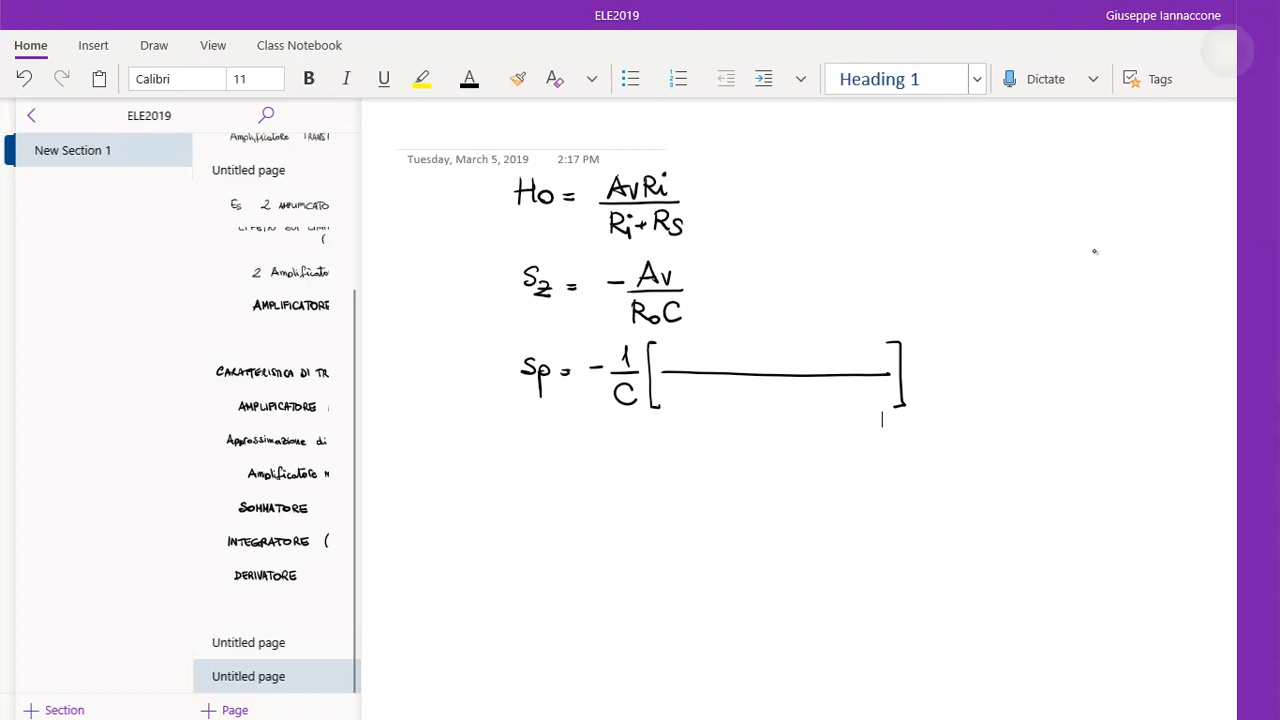 ELE2019
Giuseppe Iannaccone
Home Insert Draw View Class Notebook
Calibri 11 B I U A A Heading 1 Dictate Tags
ELE2019
New Section 1
Amplificatore TRANST
Untitled page
Es 2 AMPLIFICATO
(
2 Amplificato
AMPLIFICATORE
CARATTERISTICA DI TR
AMPLIFICATORE
Approssimazione di
Amplificatore
SOMMATORE
INTEGRATORE (
DERIVATORE
Untitled page
Untitled page
Section
Page
Tuesday, March 5, 2019 2:17 PM
Ho = AvRi / Ri + Rs
Sz = - Av / RoC
Sp = - 1 / C [ ]